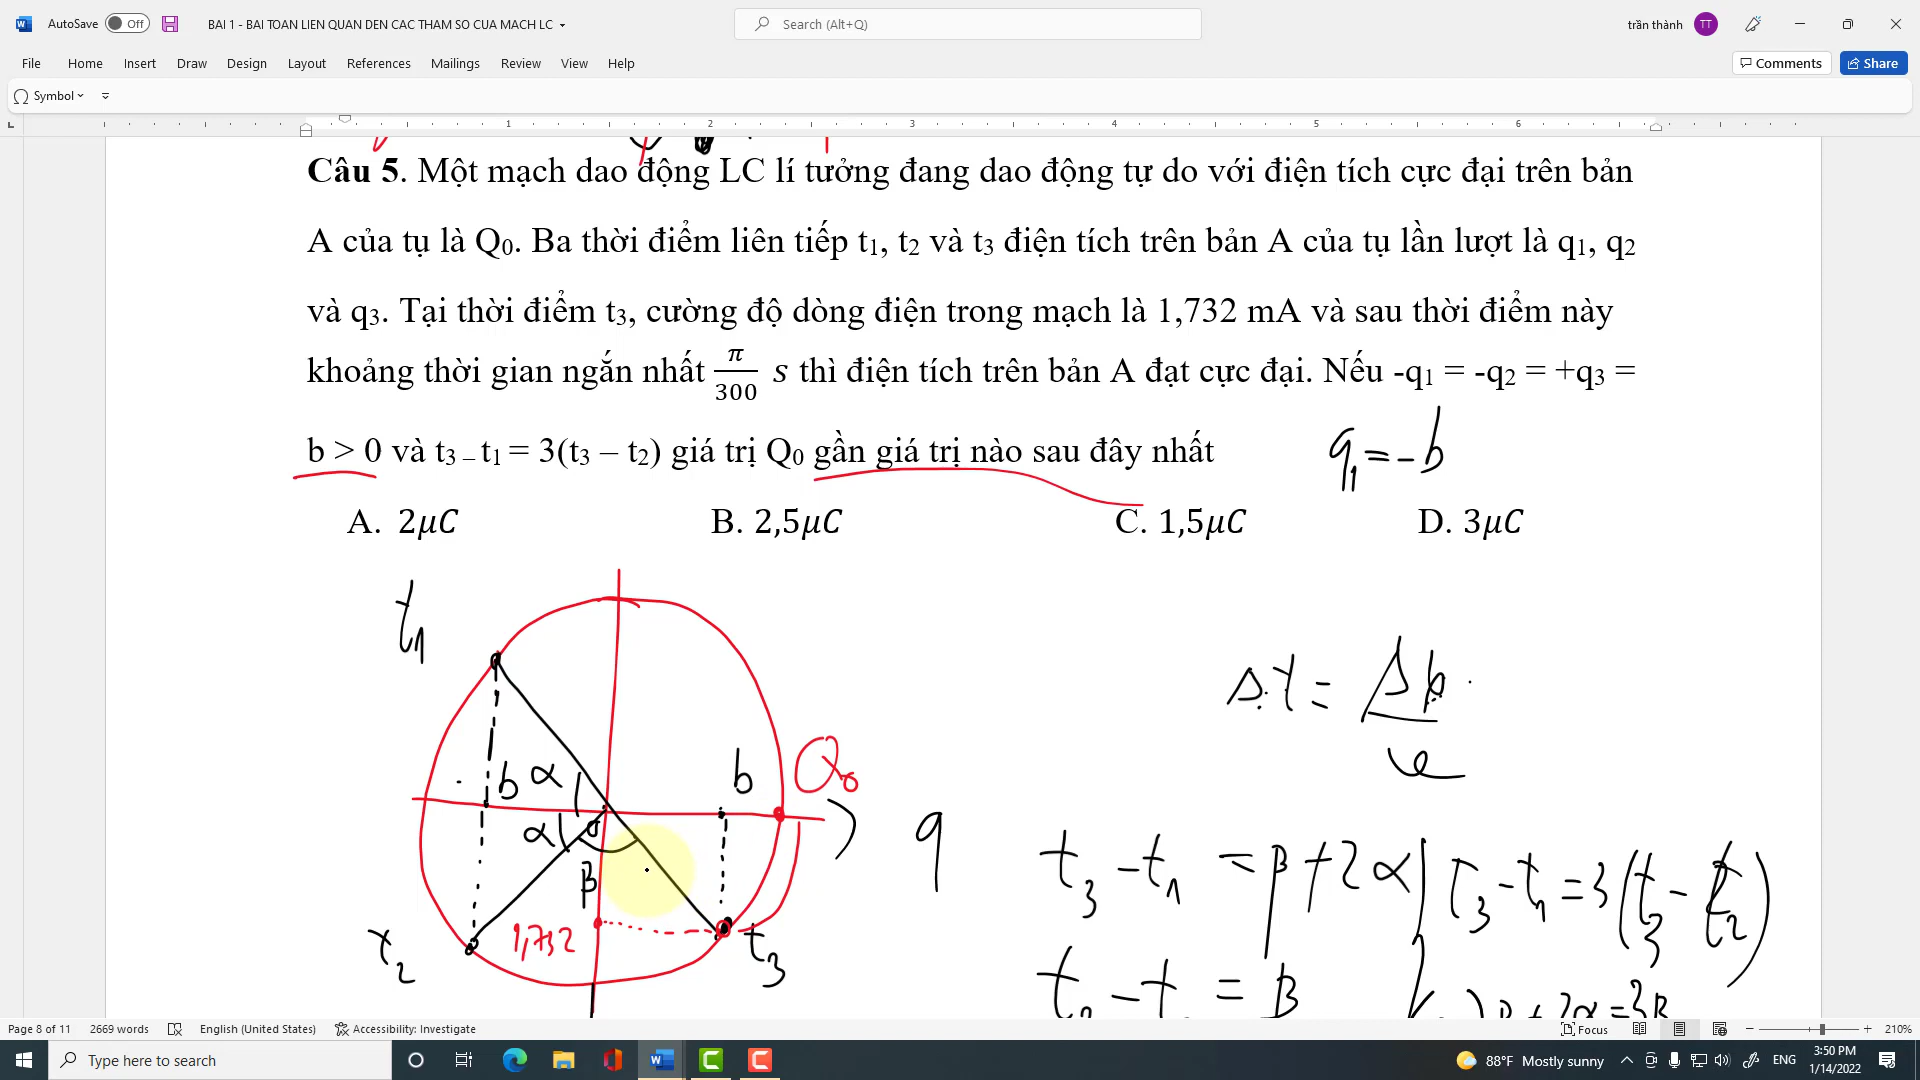 AutoSave Off BAI 1 - BAI TOAN LIEN QUAN DEN CAC THAM SO CUA MACH LC Search (Alt+Q) trần thành TT
File Home Insert Draw Design Layout References Mailings Review View Help Comments Share
Symbol
1 2 3 4 5 6
Câu 5. Một mạch dao động LC lí tưởng đang dao động tự do với điện tích cực đại trên bản
A của tụ là Q₀. Ba thời điểm liên tiếp t₁, t₂ và t₃ điện tích trên bản A của tụ lần lượt là q₁, q₂
và q₃. Tại thời điểm t₃, cường độ dòng điện trong mạch là 1,732 mA và sau thời điểm này
khoảng thời gian ngắn nhất π/300 s thì điện tích trên bản A đạt cực đại. Nếu -q₁ = -q₂ = +q₃ =
b > 0 và t₃ – t₁ = 3(t₃ – t₂) giá trị Q₀ gần giá trị nào sau đây nhất
q₁ = -b
A. 2μC B. 2,5μC C. 1,5μC D. 3μC
t₁
b α b Q₀
α β q
t₃ - t₁ = β + 2α t₃ - t₁ = 3(t₃ - t₂)
1,732 t₃
t₂
= β
Page 8 of 11 2669 words English (United States) Accessibility: Investigate Focus 210%
Type here to search 88°F Mostly sunny ENG 3:50 PM
1/14/2022